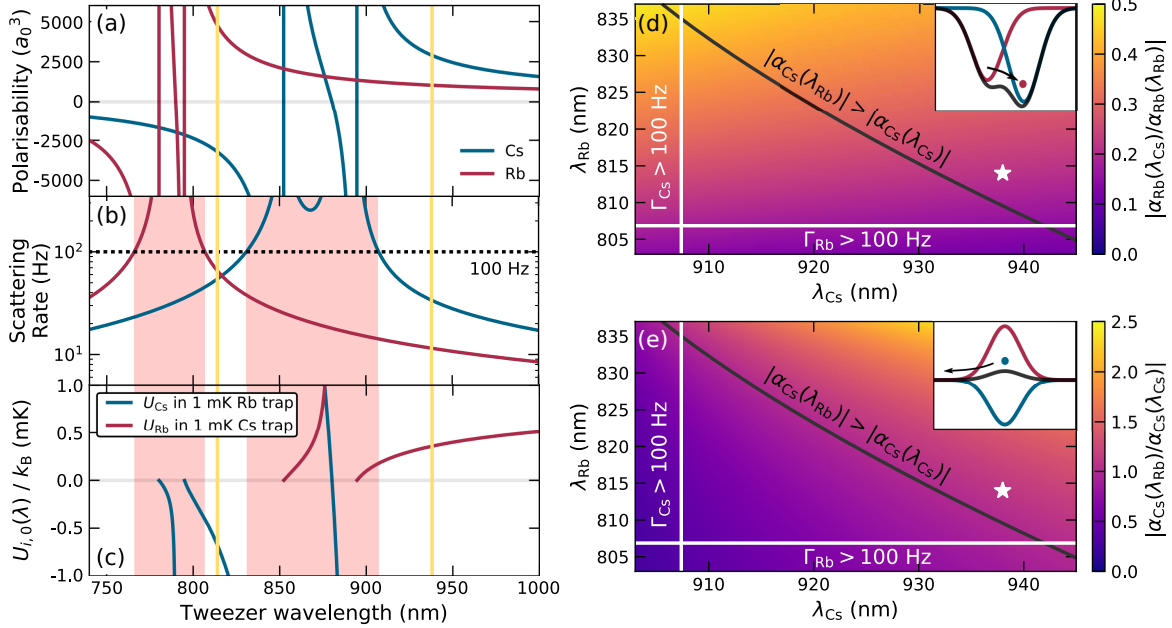 (a)
Polarisability (a₀³)
5000
2500
0
-2500
-5000
Cs
Rb
(b)
Scattering
Rate (Hz)
10²
10¹
100 Hz
(c)
U_{i,0}(λ) / k_B (mK)
1.0
0.5
0.0
-0.5
-1.0
U_Cs in 1 mK Rb trap
U_Rb in 1 mK Cs trap
750 800 850 900 950 1000
Tweezer wavelength (nm)
(d)
λ_Rb (nm)
835
830
825
820
815
810
805
Γ_Cs > 100 Hz
|α_Cs(λ_Rb)| > |α_Cs(λ_Cs)|
Γ_Rb > 100 Hz
910 920 930 940
λ_Cs (nm)
0.5
0.4
0.3
0.2
0.1
0.0
|α_Rb(λ_Cs)/α_Rb(λ_Rb)|
(e)
λ_Rb (nm)
835
830
825
820
815
810
805
Γ_Cs > 100 Hz
|α_Cs(λ_Rb)| > |α_Cs(λ_Cs)|
Γ_Rb > 100 Hz
910 920 930 940
λ_Cs (nm)
2.5
2.0
1.5
1.0
0.5
0.0
|α_Cs(λ_Rb)/α_Cs(λ_Cs)|